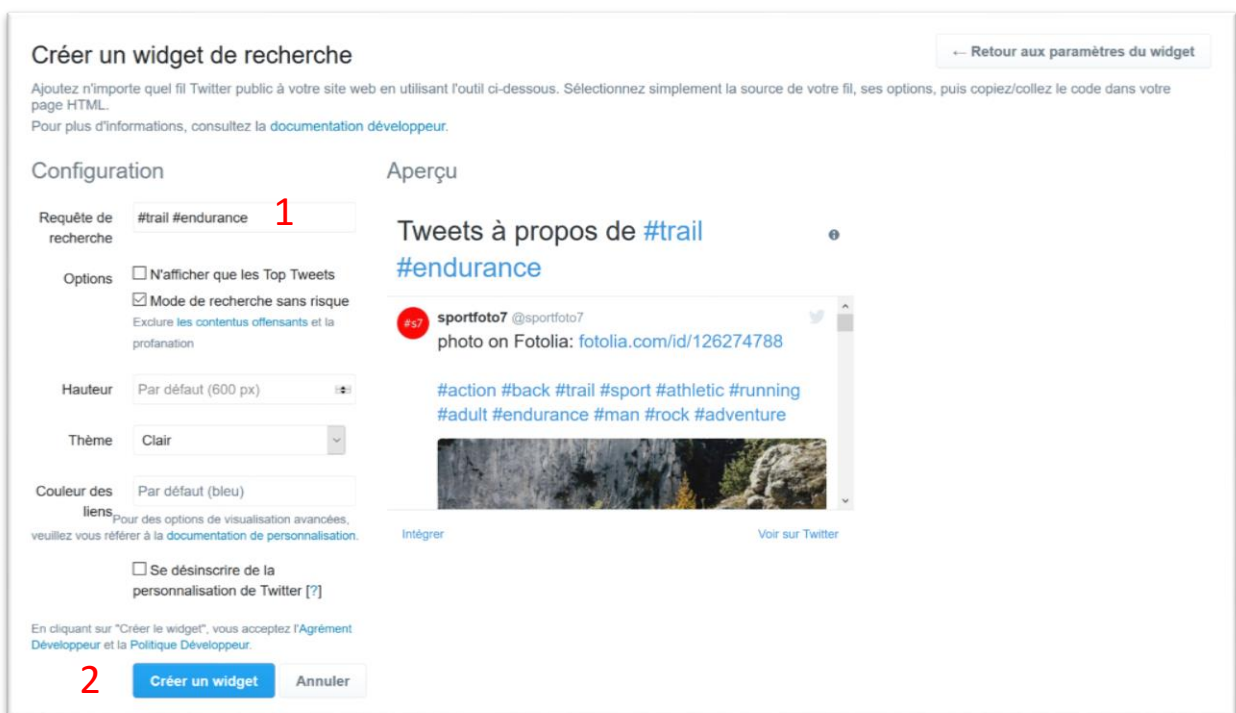 Créer un widget de recherche
← Retour aux paramètres du widget
Ajoutez n'importe quel fil Twitter public à votre site web en utilisant l'outil ci-dessous. Sélectionnez simplement la source de votre fil, ses options, puis copiez/collez le code dans votre
page HTML.
Pour plus d'informations, consultez la documentation développeur.
Configuration
Requête de
recherche
#trail #endurance
1
Options
N'afficher que les Top Tweets
Mode de recherche sans risque
Exclure les contentus offensants et la
profanation
Hauteur
Par défaut (600 px)
Thème
Clair
Couleur des
liens
Par défaut (bleu)
Pour des options de visualisation avancées,
veuillez vous référer à la documentation de personnalisation.
Se désinscrire de la
personnalisation de Twitter [?]
En cliquant sur "Créer le widget", vous acceptez l'Agrément
Développeur et la Politique Développeur.
2
Créer un widget
Annuler
Aperçu
Tweets à propos de #trail
#endurance
#s7
sportfoto7 @sportfoto7
photo on Fotolia: fotolia.com/id/126274788
#action #back #trail #sport #athletic #running
#adult #endurance #man #rock #adventure
Intégrer
Voir sur Twitter